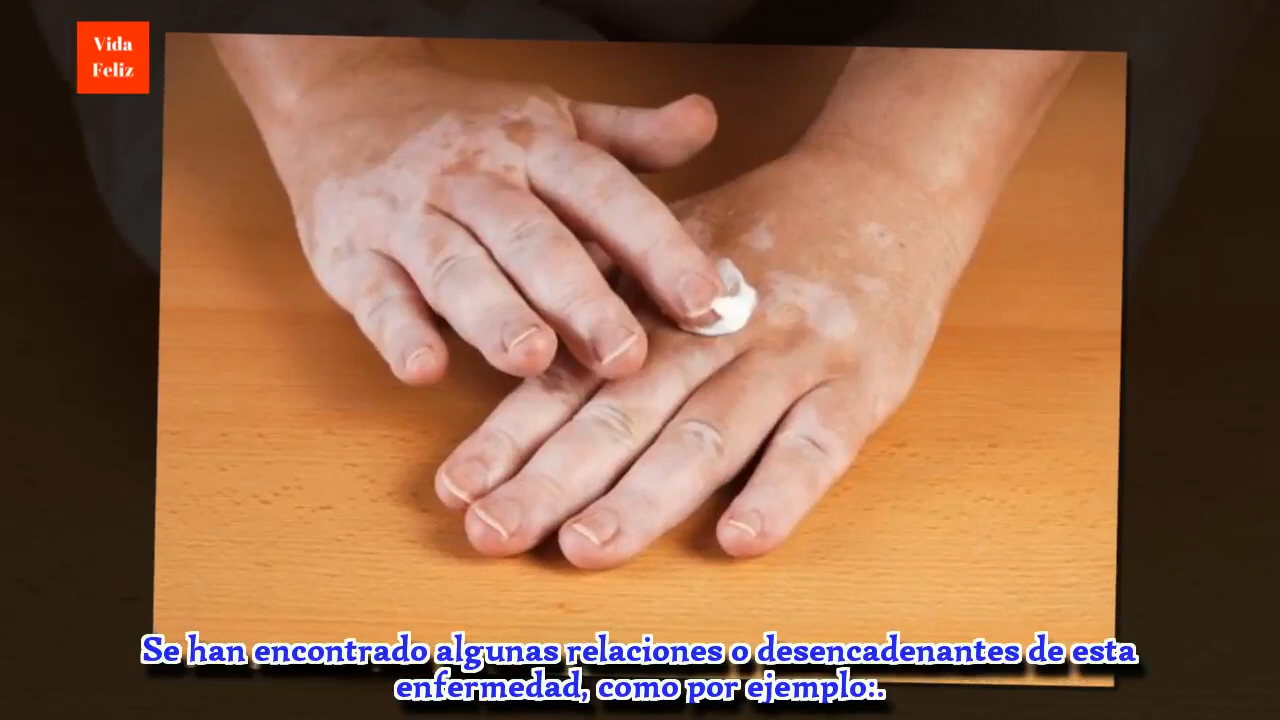 Vida
Feliz
Se han encontrado algunas relaciones o desencadenantes de esta
enfermedad, como por ejemplo:.